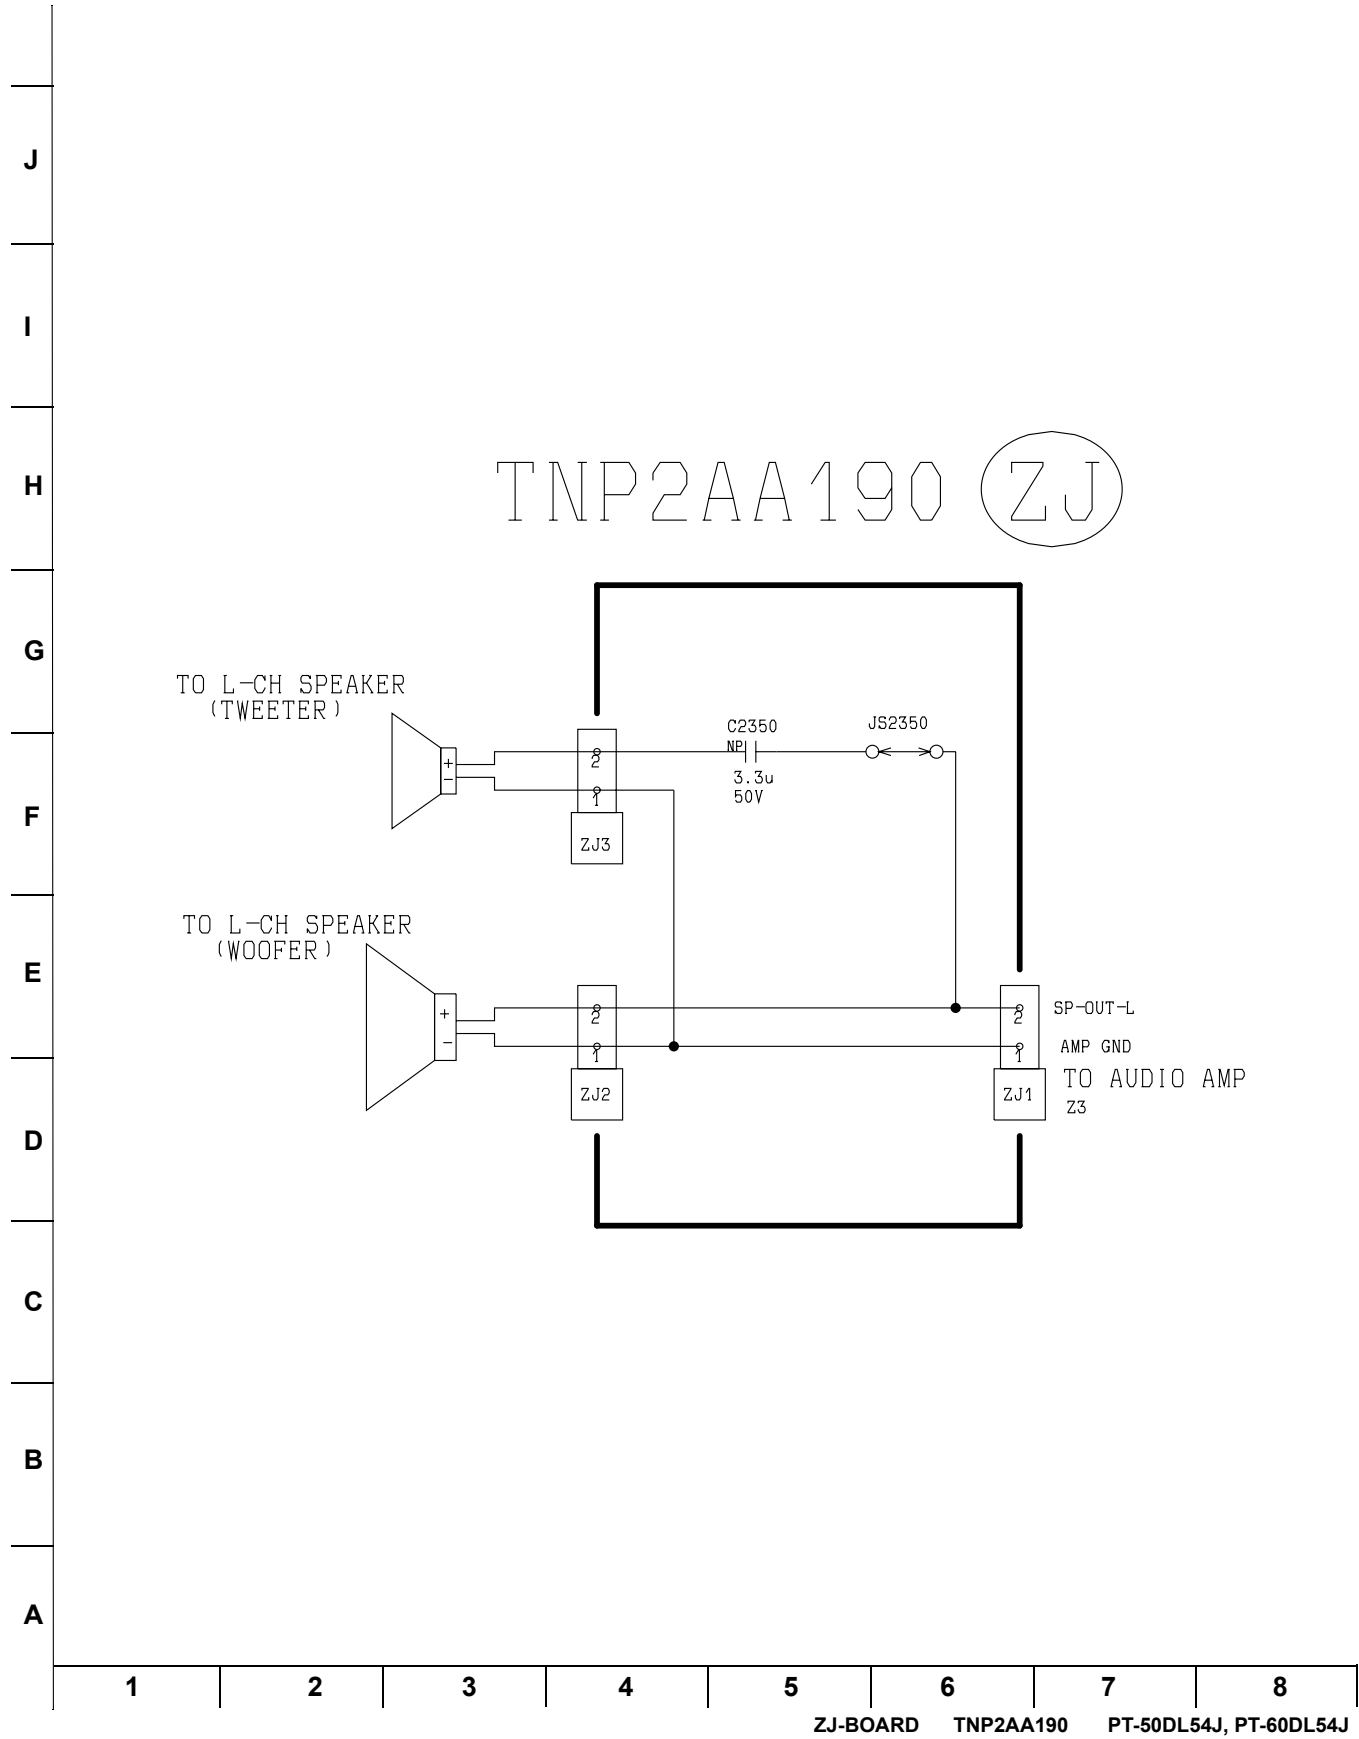 J
I
H
TNP2AA190 ZJ
G
TO L-CH SPEAKER
(TWEETER)
C2350
JS2350
NP
+
2
-
3.3u
50V
1
F
ZJ3
TO L-CH SPEAKER
(WOOFER)
E
+
2
2
SP-OUT-L
-
1
1
AMP GND
TO AUDIO AMP
ZJ2
ZJ1
Z3
D
C
B
A
1 2 3 4 5 6 7 8
ZJ-BOARD TNP2AA190 PT-50DL54J, PT-60DL54J